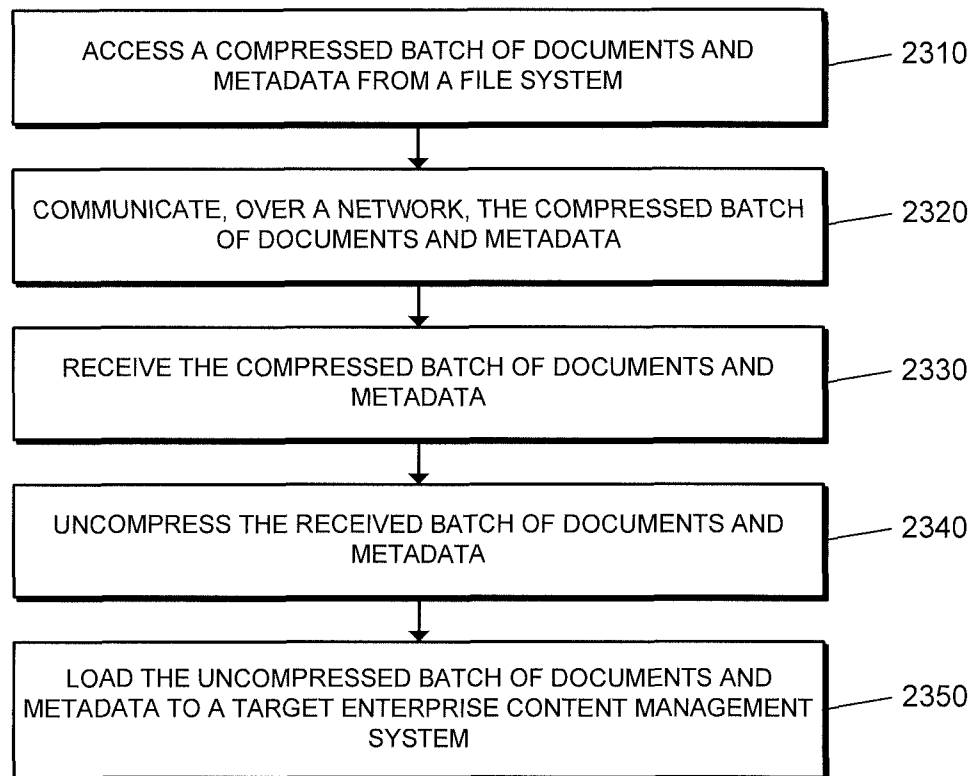 ACCESS A COMPRESSED BATCH OF DOCUMENTS AND
METADATA FROM A FILE SYSTEM
2310
COMMUNICATE, OVER A NETWORK, THE COMPRESSED BATCH
OF DOCUMENTS AND METADATA
2320
RECEIVE THE COMPRESSED BATCH OF DOCUMENTS AND
METADATA
2330
UNCOMPRESS THE RECEIVED BATCH OF DOCUMENTS AND
METADATA
2340
LOAD THE UNCOMPRESSED BATCH OF DOCUMENTS AND
METADATA TO A TARGET ENTERPRISE CONTENT MANAGEMENT
SYSTEM
2350